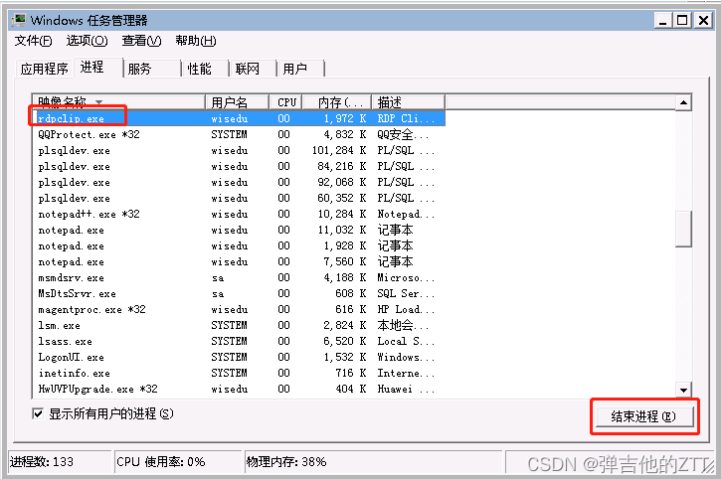 Windows 任务管理器
文件(F) 选项(O) 查看(V) 帮助(H)
应用程序 进程 服务 性能 联网 用户
映像名称 用户名 CPU 内存(... 描述
rdpclip.exe wisedu 00 1,972 K RDP Cli...
QQProtect.exe *32 SYSTEM 00 4,832 K QQ安全...
plsqldev.exe wisedu 00 101,284 K PL/SQL ...
plsqldev.exe wisedu 00 84,216 K PL/SQL ...
plsqldev.exe wisedu 00 92,068 K PL/SQL ...
plsqldev.exe wisedu 00 60,352 K PL/SQL ...
notepad++.exe *32 wisedu 00 10,284 K Notepad...
notepad.exe wisedu 00 11,032 K 记事本
notepad.exe wisedu 00 1,928 K 记事本
notepad.exe wisedu 00 7,560 K 记事本
msmdsrv.exe sa 00 4,188 K Microso...
MsDtsSrvr.exe sa 00 608 K SQL Ser...
magentproc.exe *32 wisedu 00 616 K HP Load...
lsm.exe SYSTEM 00 2,824 K 本地会...
lsass.exe SYSTEM 00 6,520 K Local S...
LogonUI.exe SYSTEM 00 1,532 K Windows...
inetinfo.exe SYSTEM 00 716 K Interne...
HwUVPUpgrade.exe *32 wisedu 00 404 K Huawei ...
显示所有用户的进程(S) 结束进程(E)
进程数: 133 CPU 使用率: 0% 物理内存: 38%
CSDN @弹吉他的ZTT